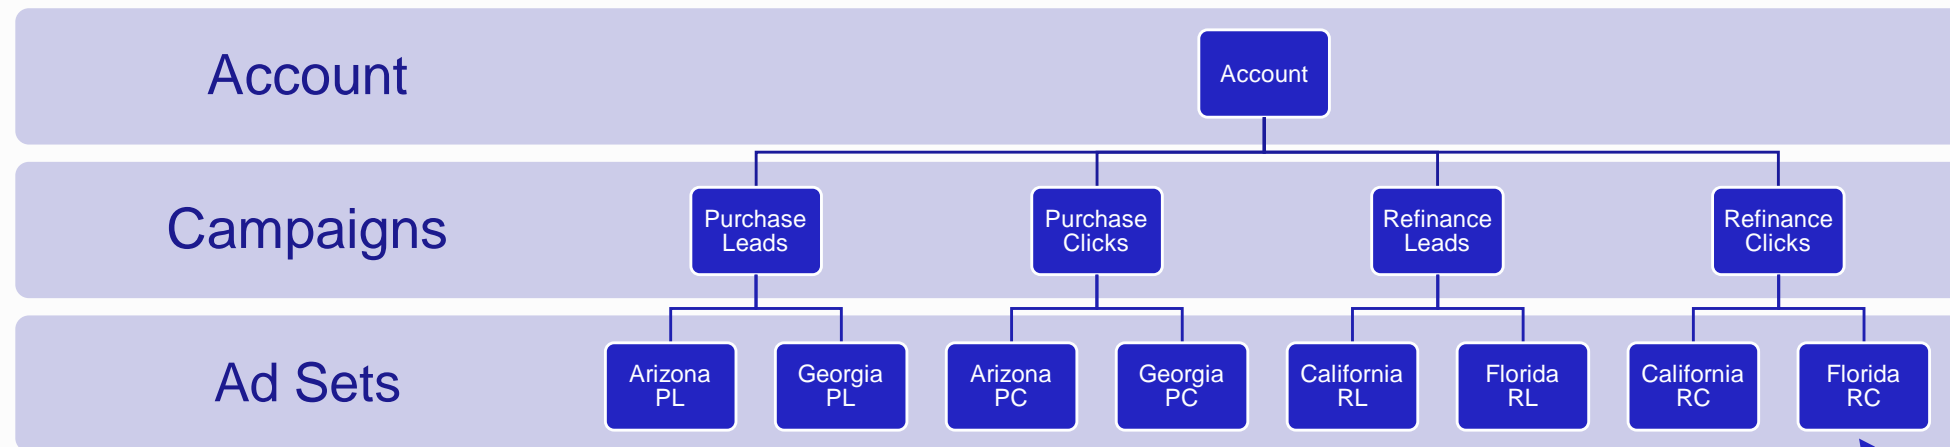 Account
Account
Campaigns
Purchase
Leads
Purchase
Clicks
Refinance
Leads
Refinance
Clicks
Ad Sets
Arizona
PL
Georgia
PL
Arizona
PC
Georgia
PC
California
RL
Florida
RL
California
RC
Florida
RC